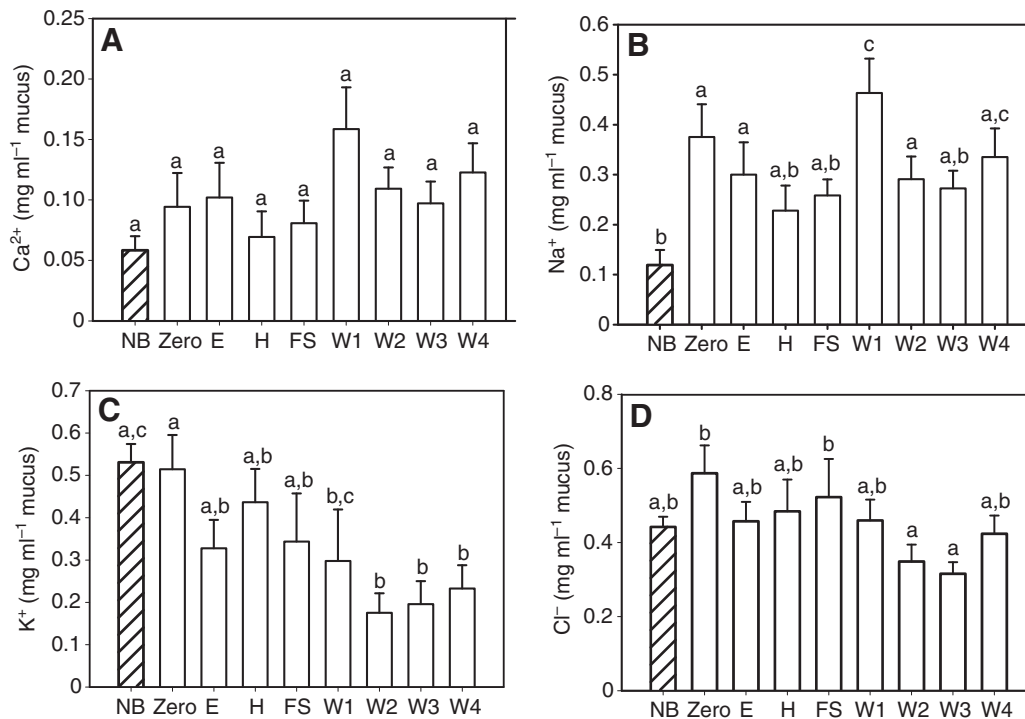 A
Ca²⁺ (mg ml⁻¹ mucus)
0.25
0.20
0.15
0.10
0.05
0
a a a a a a a a a
NB Zero E H FS W1 W2 W3 W4
B
Na⁺ (mg ml⁻¹ mucus)
0.6
0.5
0.4
0.3
0.2
0.1
0
b a a a,b a,b c a a,b a,c
NB Zero E H FS W1 W2 W3 W4
C
K⁺ (mg ml⁻¹ mucus)
0.7
0.6
0.5
0.4
0.3
0.2
0.1
0
a,c a a,b a,b a,b b,c b b b
NB Zero E H FS W1 W2 W3 W4
D
Cl⁻ (mg ml⁻¹ mucus)
0.8
0.6
0.4
0.2
0
a,b b a,b a,b b a,b a a a,b
NB Zero E H FS W1 W2 W3 W4